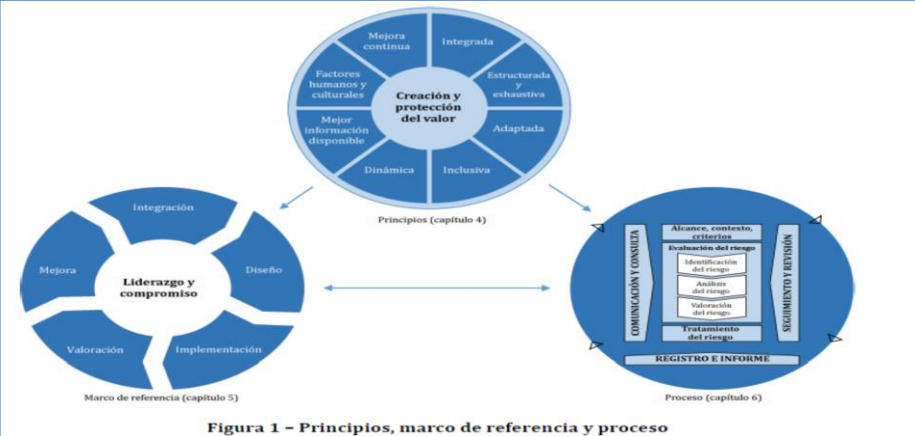 Mejora
continua
Integrada
Factores
humanos y
culturales
Estructurada
y
exhaustiva
Creación y
protección
del valor
Mejor
información
disponible
Adaptada
Dinámica
Inclusiva
Principios (capítulo 4)
Integración
Mejora
Diseño
Liderazgo y
compromiso
Valoración
Implementación
Marco de referencia (capítulo 5)
Alcance, contexto,
criterios
Evaluación del riesgo
Identificación
del riesgo
Análisis
del riesgo
Valoración
del riesgo
Tratamiento
del riesgo
COMUNICACIÓN Y CONSULTA
SEGUIMIENTO Y REVISIÓN
REGISTRO E INFORME
Proceso (capítulo 6)
Figura 1 – Principios, marco de referencia y proceso